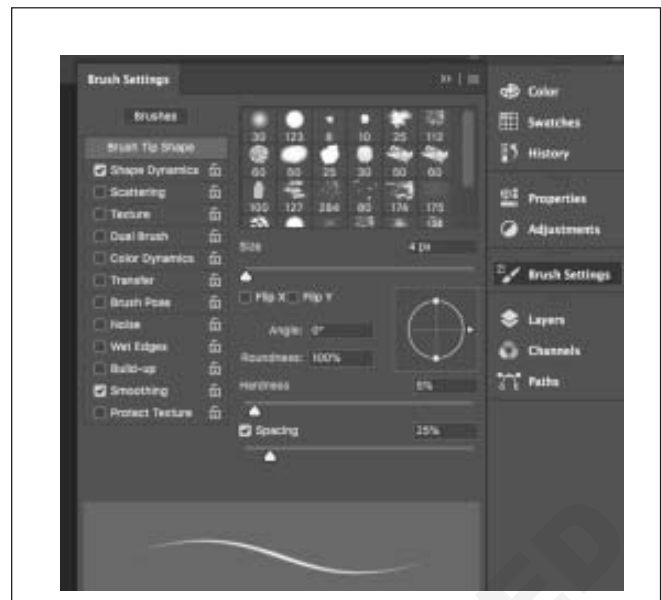 Brush Settings
Brushes
Brush Tip Shape
Shape Dynamics
Scattering
Texture
Dual Brush
Color Dynamics
Transfer
Brush Pose
Noise
Wet Edges
Build-up
Smoothing
Protect Texture
30 123 8 10 25 112
60 50 25 30 50 60
100 127 284 80 174 175
Size 4 px
Flip X Flip Y
Angle: 0°
Roundness: 100%
Hardness
Spacing 25%
Color
Swatches
History
Properties
Adjustments
Brush Settings
Layers
Channels
Paths